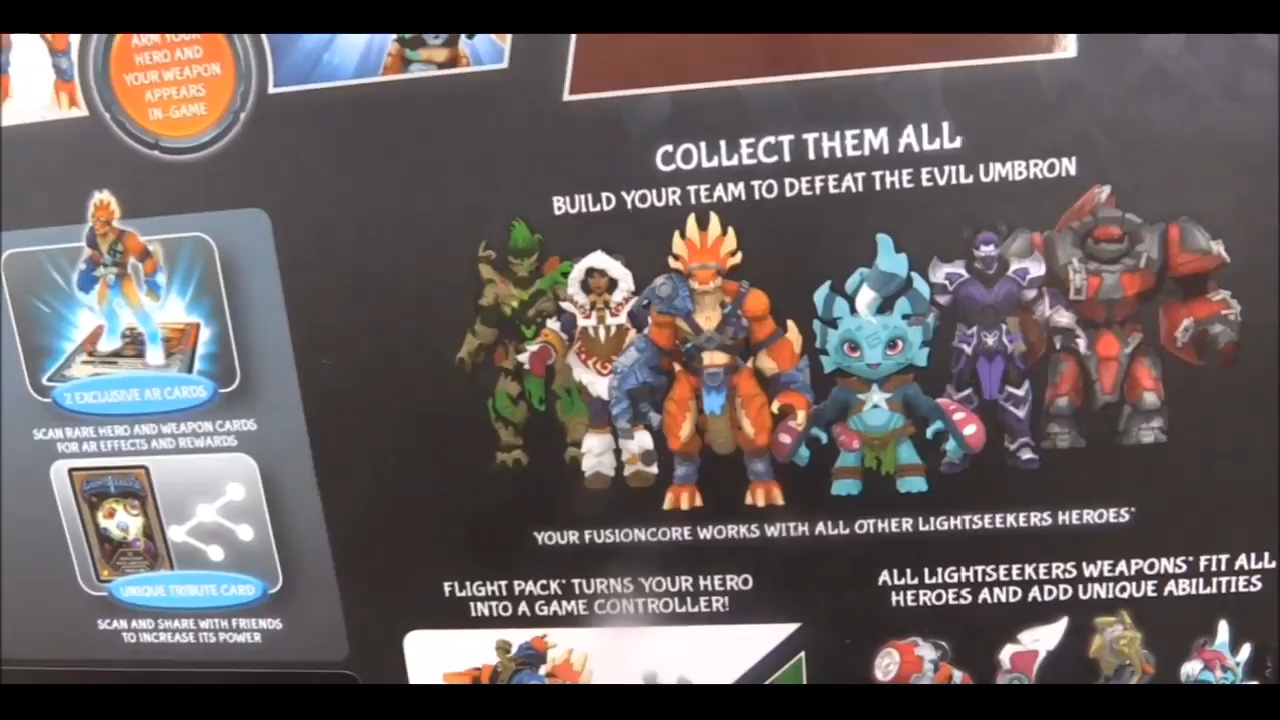 ARM YOUR
HERO AND
YOUR WEAPON
APPEARS
IN-GAME
COLLECT THEM ALL
BUILD YOUR TEAM TO DEFEAT THE EVIL UMBRON
2 EXCLUSIVE AR CARDS
SCAN RARE HERO AND WEAPON CARDS
FOR AR EFFECTS AND REWARDS
UNIQUE TRIBUTE CARD
SCAN AND SHARE WITH FRIENDS
TO INCREASE ITS POWER
YOUR FUSIONCORE WORKS WITH ALL OTHER LIGHTSEEKERS HEROES*
FLIGHT PACK* TURNS YOUR HERO
INTO A GAME CONTROLLER!
ALL LIGHTSEEKERS WEAPONS* FIT ALL
HEROES AND ADD UNIQUE ABILITIES